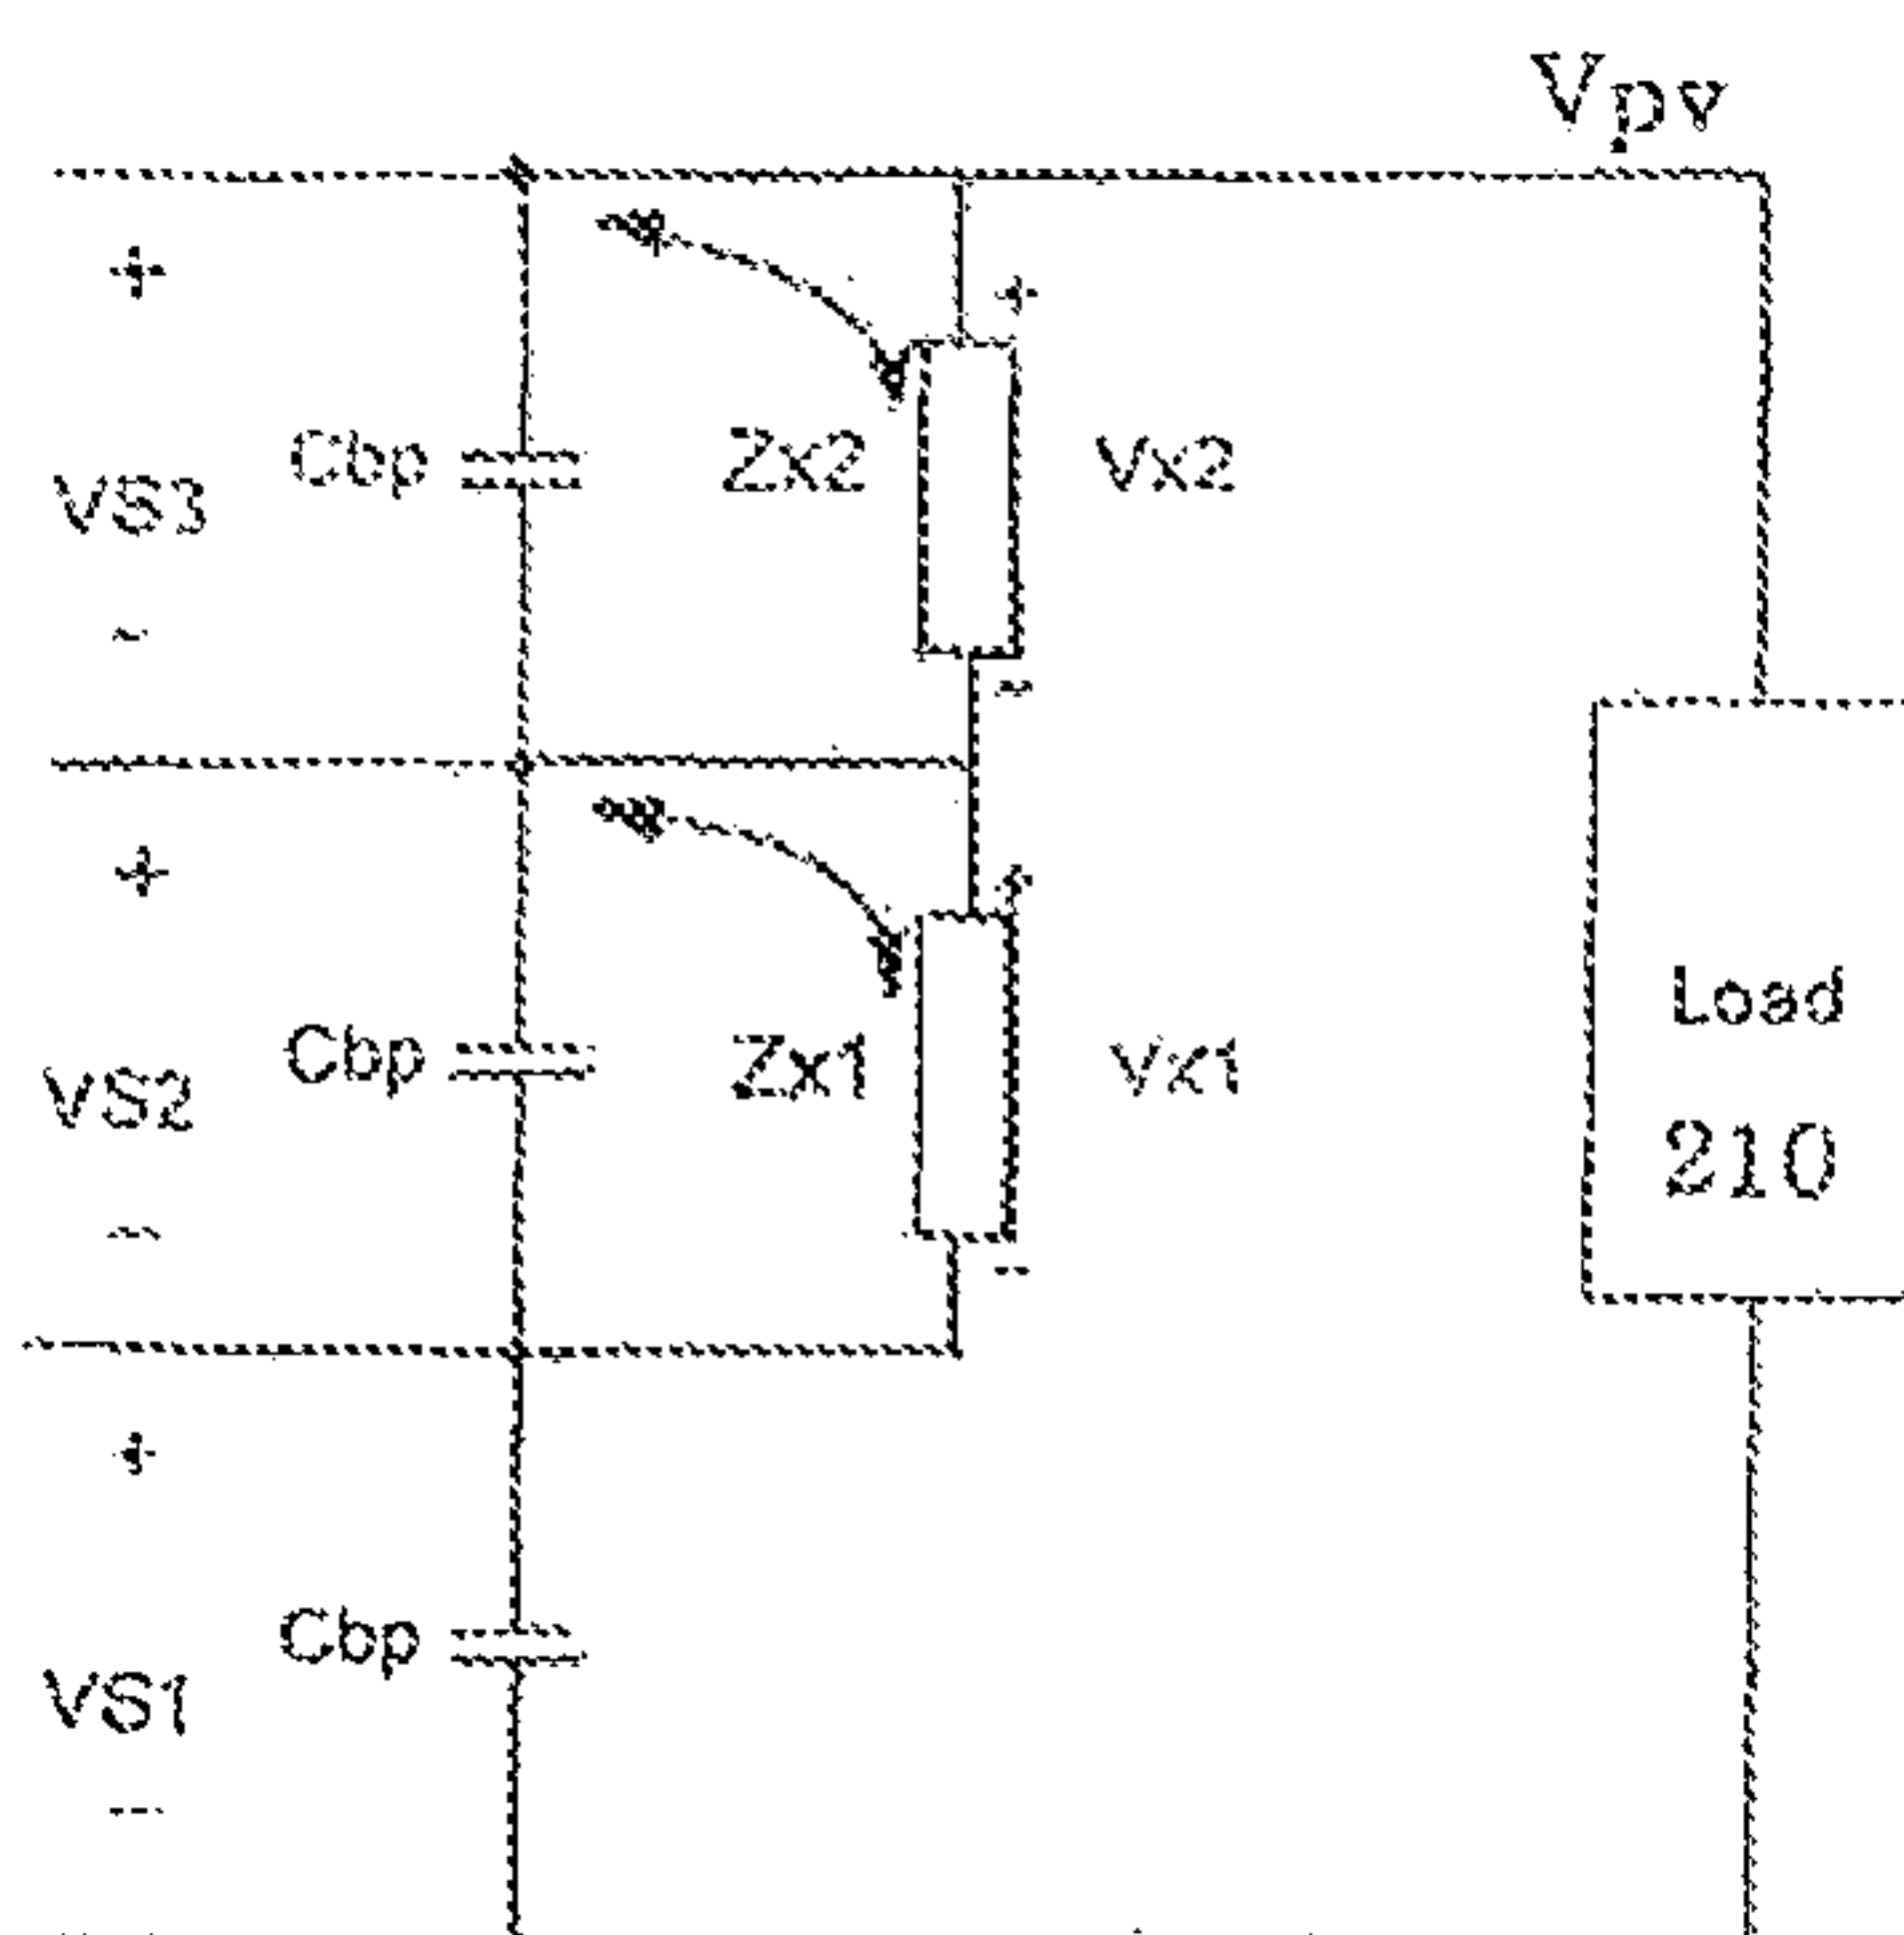 Vpv
+
+
Cbp
Zx2
Vx2
VS3
-
-
+
+
Load
Cbp
Zx1
Vx1
VS2
210
-
-
+
Cbp
VS1
-